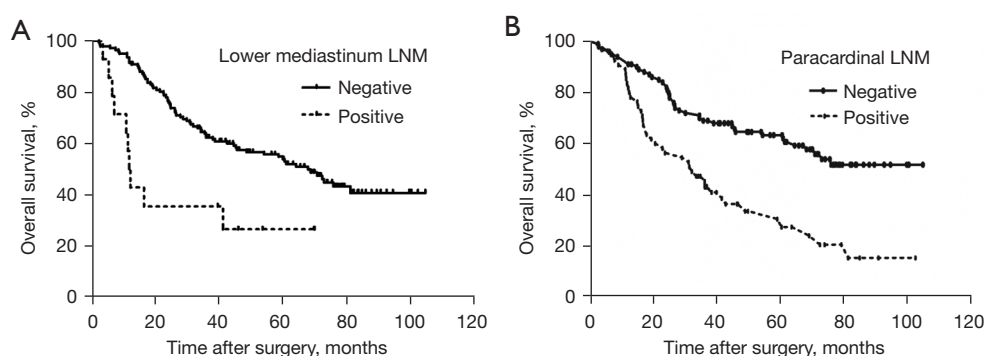 A
Overall survival, %
100
80
60
40
20
0
Lower mediastinum LNM
Negative
Positive
0 20 40 60 80 100 120
Time after surgery, months
B
Overall survival, %
100
80
60
40
20
0
Paracardinal LNM
Negative
Positive
0 20 40 60 80 100 120
Time after surgery, months